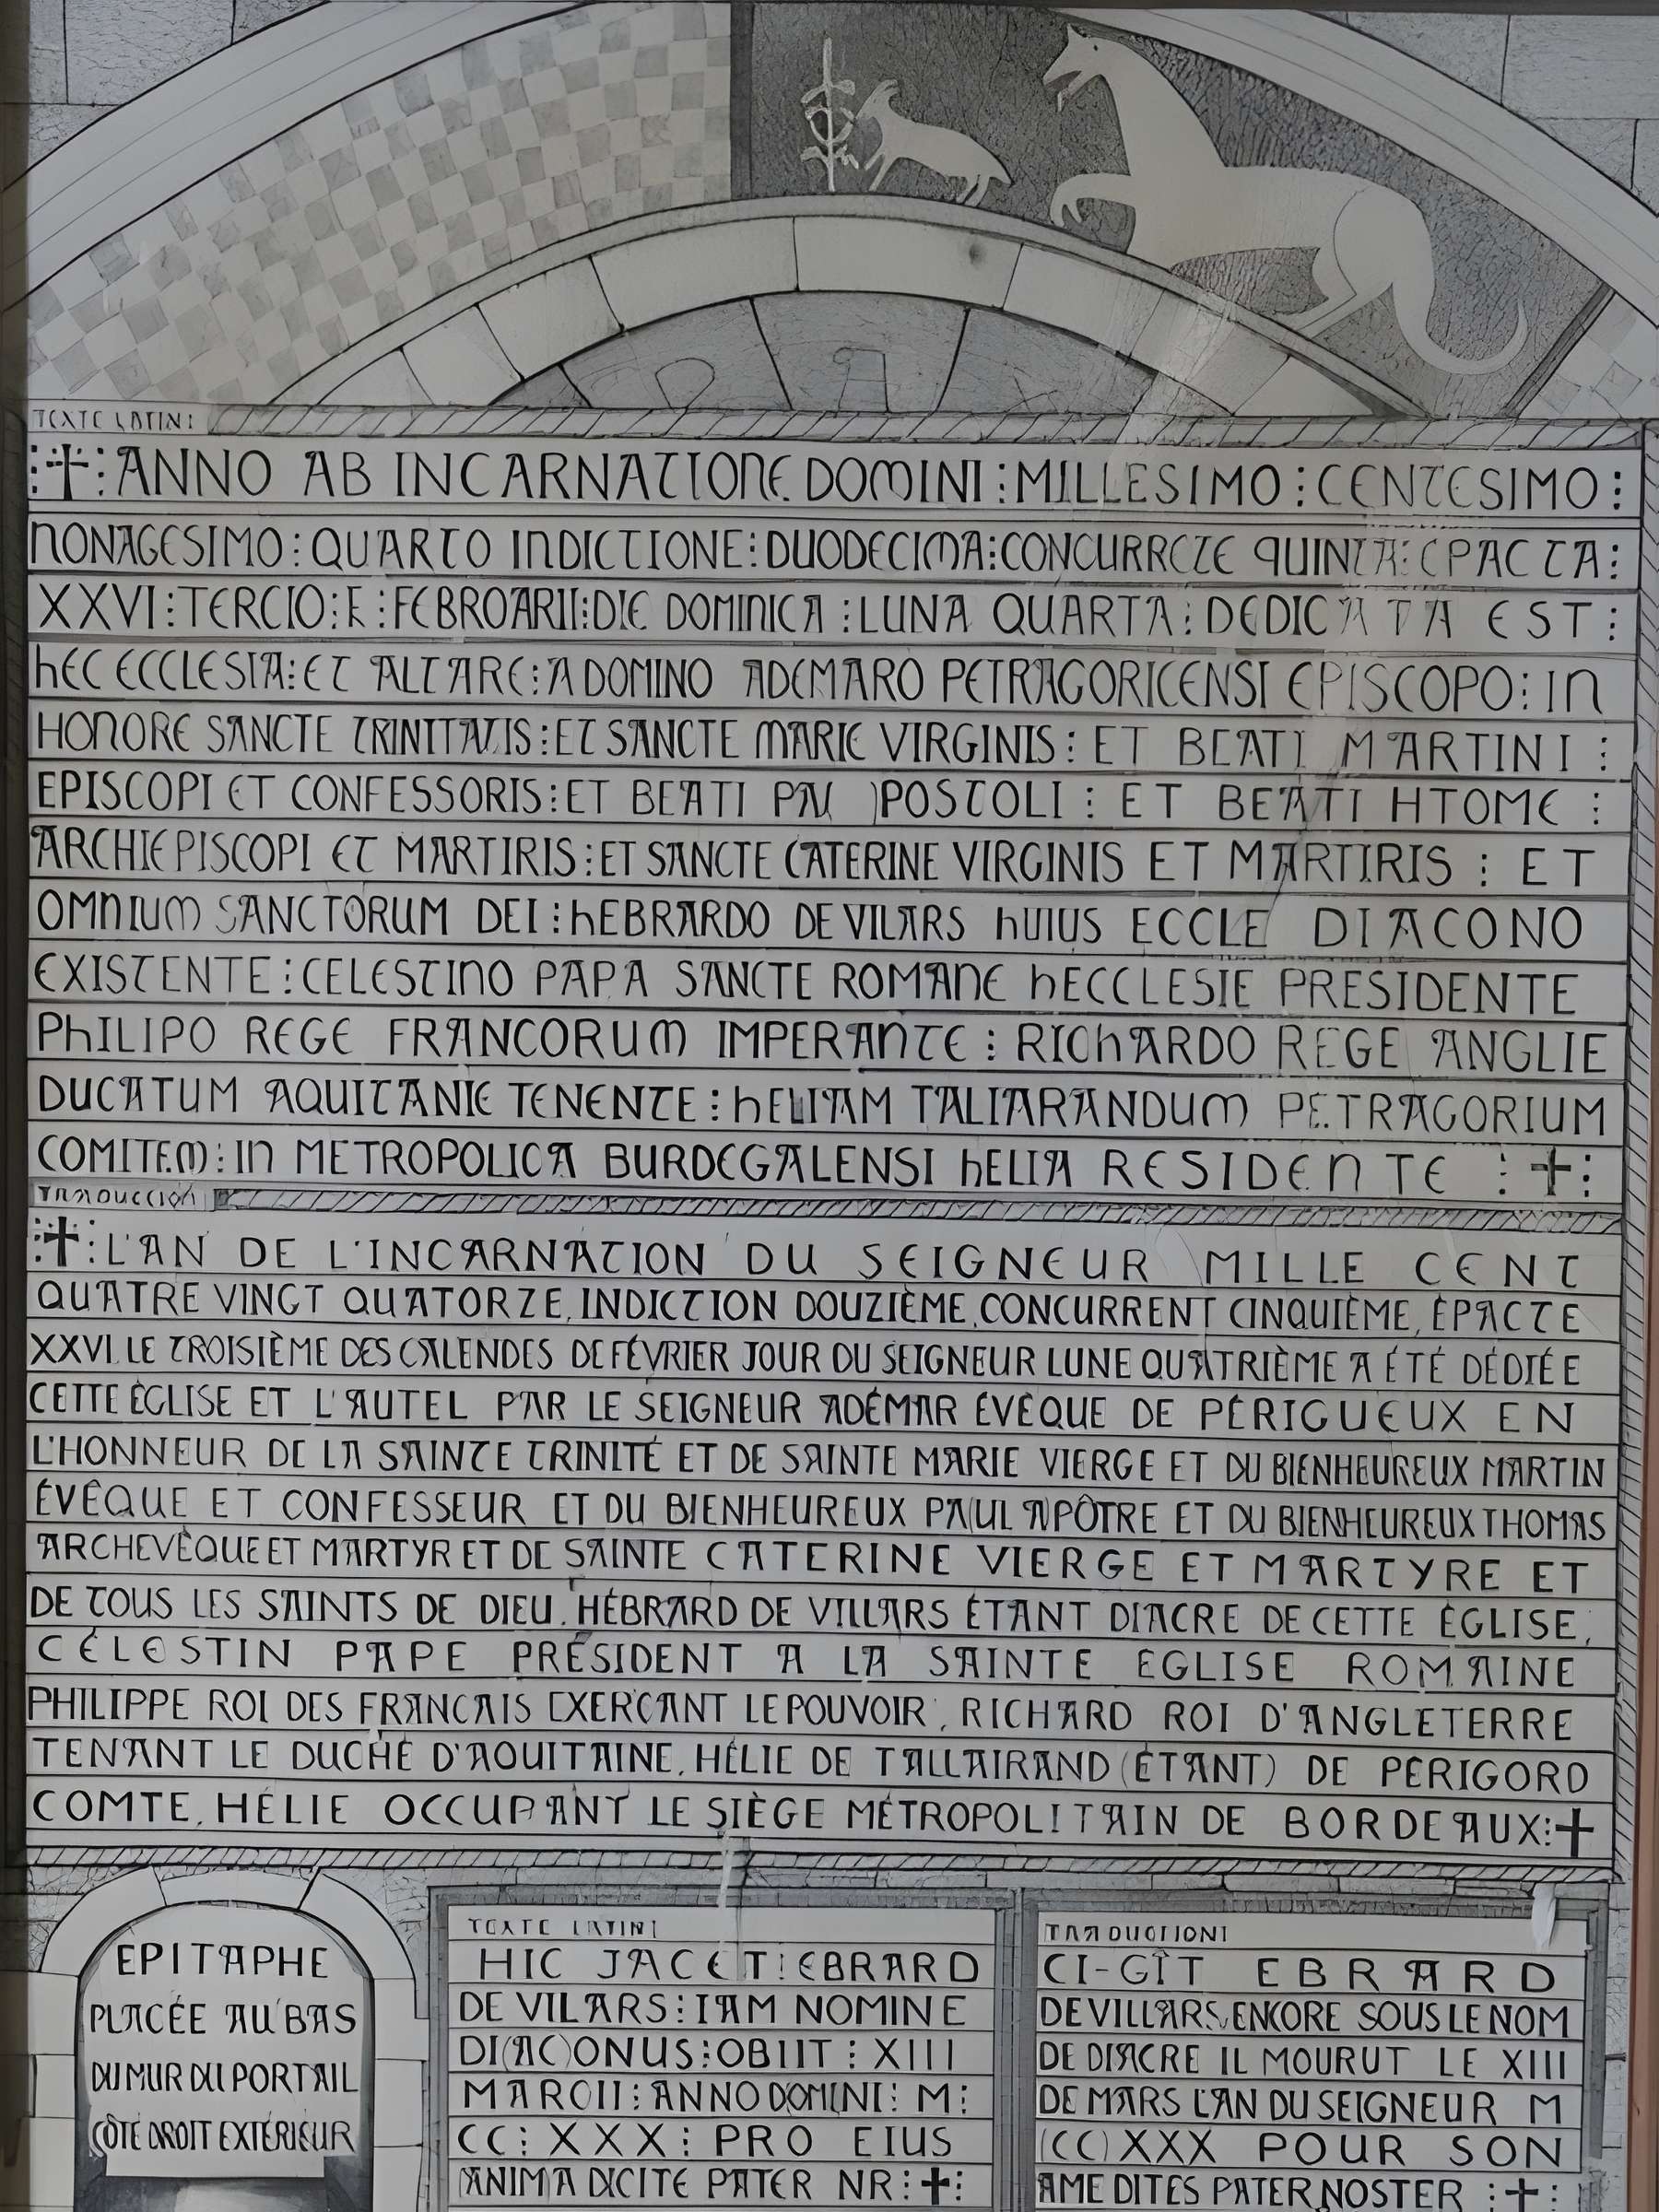 TEXTE LATIN:
⁝✝⁝ANNO AB INCARNATIONE DOMINI⁝MILLESIMO⁝CENTESIMO⁝
NONAGESIMO⁝QUARTO INDICTIONE⁝DUODECIMA⁝CONCURRETE QUINTA⁝EPACTA⁝
XXVI⁝TERCIO⁝K⁝FEBROARII⁝DIE DOMINICA⁝LUNA QUARTA⁝DEDICATA EST⁝
hEC ECCLESIA⁝ET ALTARE⁝A DOMINO ADEMARO PETRAGORICENSI EPISCOPO⁝IN
HONORE SANCTE TRINITTATIS⁝ET SANCTE MARIE VIRGINIS⁝ET BEATI MARTINI⁝
EPISCOPI ET CONFESSORIS⁝ET BEATI )POSTOLI⁝ET BEATI HTOME⁝
ARCHIEPISCOPI ET MARTIRIS⁝ET SANCTE CATERINE VIRGINIS ET MARTIRIS⁝ET
OMNIUM SANCTORUM DEI⁝hEBRARDO DE VILARS hUIUS ECCLE DIACONO
EXISTENTE⁝CELESTINO PAPA SANCTE ROMANE hECCLESIE PRESIDENTE
PhILIPO REGE FRANCORUM IMPERANTE⁝RIChARDO REGE ANGLIE
DUCATUM AQUITANIE TENENTE⁝hELIAM TALIARANDUM PETRAGORIUM
COMITEM⁝IN METROPOLICA BURDEGALENSI hELIA RESIDENTE⁝✝⁝
TRADUCCION
⁝✝⁝L'AN DE L'INCARNATION DU SEIGNEUR MILLE CENT
QUATRE VINGT QUATORZE, INDICTION DOUZIÈME, CONCURRENT CINQUIÈME, ÉPACTE
XXVI. LE TROISIÈME DES CALENDES DE FÉVRIER JOUR DU SEIGNEUR LUNE QUATRIÈME A ÉTÉ DÉDIÉE
CETTE ÉGLISE ET L'AUTEL PAR LE SEIGNEUR ADÉMAR ÉVÊQUE DE PÉRIGUEUX EN
L'HONNEUR DE LA SAINTE TRINITÉ ET DE SAINTE MARIE VIERGE ET DU BIENHEUREUX MARTIN
ÉVÊQUE ET CONFESSEUR ET DU BIENHEUREUX PA(UL A)PÔTRE ET DU BIENHEUREUX THOMAS
ARCHEVÊQUE ET MARTYR ET DE SAINTE CATERINE VIERGE ET MARTYRE ET
DE TOUS LES SAINTS DE DIEU. HÉBRARD DE VILLARS ÉTANT DIACRE DE CETTE ÉGLISE,
CÉLESTIN PAPE PRÉSIDENT A LA SAINTE EGLISE ROMAINE
PHILIPPE ROI DES FRANCAIS EXERÇANT LE POUVOIR, RICHARD ROI D'ANGLETERRE
TENANT LE DUCHÉ D'AQUITAINE, HÉLIE DE TALLAIRAND (ÉTANT) DE PERIGORD
COMTE, HÉLIE OCCUPANT LE SIÈGE MÉTROPOLITAIN DE BORDEAUX⁝✝
EPITAPHE
PLACÉE AU BAS
DU MUR DU PORTAIL
CÔTÉ DROIT EXTÉRIEUR
TEXTE LATIN:
HIC JACET⁝EBRARD
DE VILARS⁝IAM NOMINE
DI(AC)ONUS⁝OBIIT⁝XIII
MARCII⁝ANNO DOMINI⁝M⁝
CC⁝XXX⁝PRO EIUS
ANIMA DICITE PATER NR⁝✝⁝
TRADUCTION:
CI-GÎT EBRARD
DE VILLARS, ENCORE SOUS LE NOM
DE DIACRE IL MOURUT LE XIII
DE MARS L'AN DU SEIGNEUR M
(CC)XXX POUR SON
AME DITES PATER NOSTER⁝✝⁝